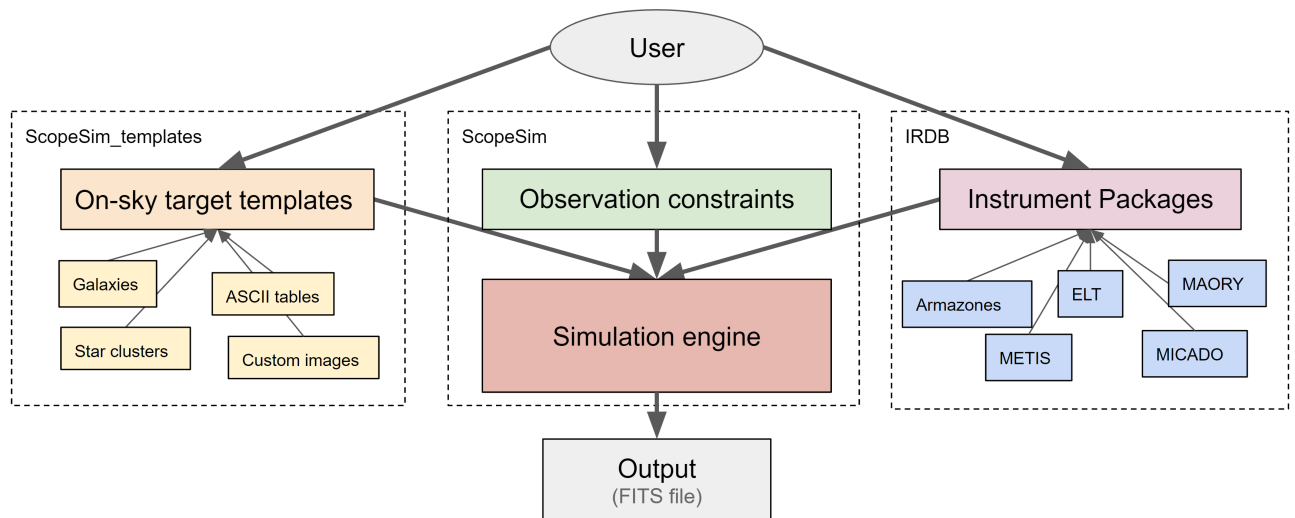 User
ScopeSim_templates
ScopeSim
IRDB
On-sky target templates
Observation constraints
Instrument Packages
Galaxies
ASCII tables
Star clusters
Custom images
Simulation engine
Armazones
ELT
MAORY
METIS
MICADO
Output
(FITS file)